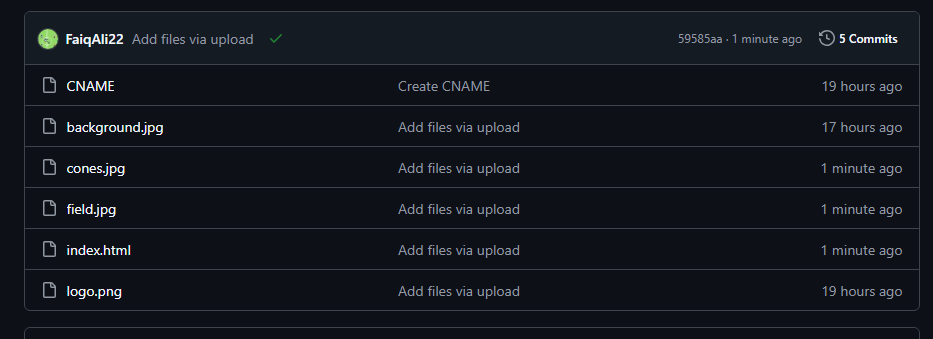 FaiqAli22 Add files via upload 59585aa · 1 minute ago 5 Commits
CNAME Create CNAME 19 hours ago
background.jpg Add files via upload 17 hours ago
cones.jpg Add files via upload 1 minute ago
field.jpg Add files via upload 1 minute ago
index.html Add files via upload 1 minute ago
logo.png Add files via upload 19 hours ago